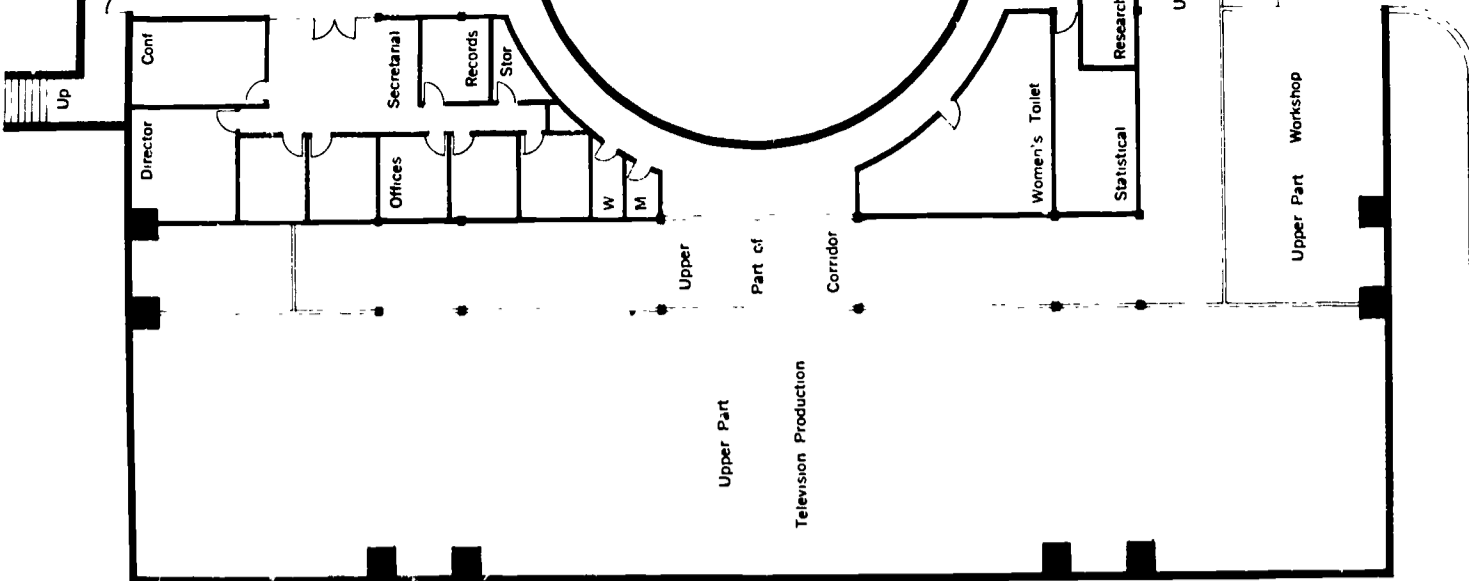 Up
Director
Conf
Offices
Secretarial
Records
Stor
W
M
Upper
Part of
Corridor
Upper Part
Television Production
Women's Toilet
Statistical
Research
Upper Part Workshop